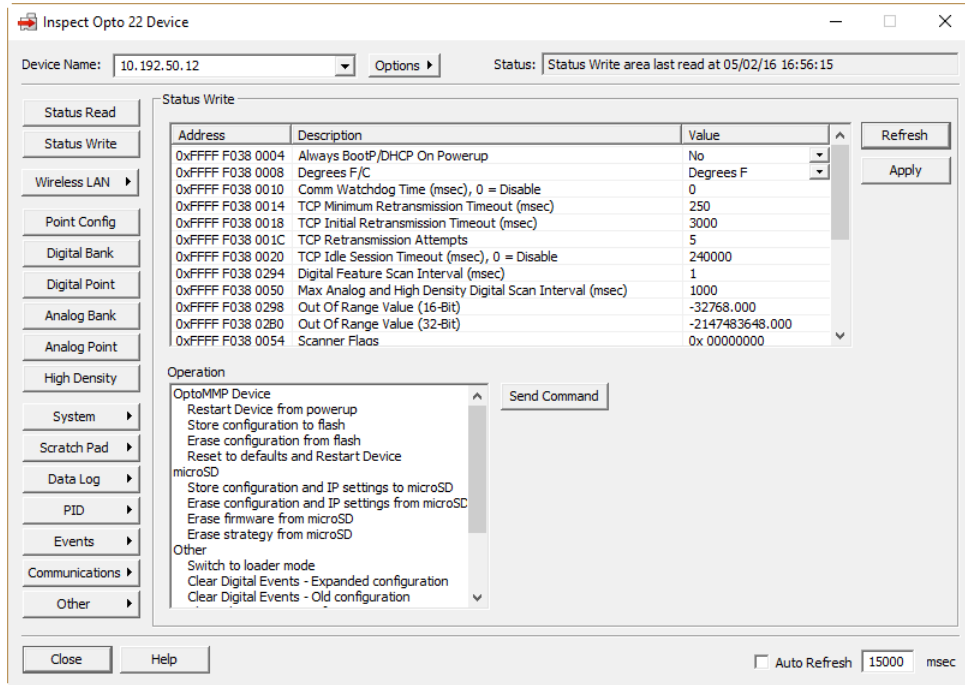 Inspect Opto 22 Device
Device Name: 10.192.50.12 Options Status: Status Write area last read at 05/02/16 16:56:15
Status Read
Status Write
Wireless LAN
Point Config
Digital Bank
Digital Point
Analog Bank
Analog Point
High Density
System
Scratch Pad
Data Log
PID
Events
Communications
Other
Status Write
Address Description Value
0xFFFF F038 0004 Always BootP/DHCP On Powerup No
0xFFFF F038 0008 Degrees F/C Degrees F
0xFFFF F038 0010 Comm Watchdog Time (msec), 0 = Disable 0
0xFFFF F038 0014 TCP Minimum Retransmission Timeout (msec) 250
0xFFFF F038 0018 TCP Initial Retransmission Timeout (msec) 3000
0xFFFF F038 001C TCP Retransmission Attempts 5
0xFFFF F038 0020 TCP Idle Session Timeout (msec), 0 = Disable 240000
0xFFFF F038 0294 Digital Feature Scan Interval (msec) 1
0xFFFF F038 0050 Max Analog and High Density Digital Scan Interval (msec) 1000
0xFFFF F038 0298 Out Of Range Value (16-Bit) -32768.000
0xFFFF F038 02B0 Out Of Range Value (32-Bit) -2147483648.000
0xFFFF F038 0054 Scanner Flags 0x 00000000
Refresh
Apply
Operation
OptoMMP Device
Restart Device from powerup
Store configuration to flash
Erase configuration from flash
Reset to defaults and Restart Device
microSD
Store configuration and IP settings to microSD
Erase configuration and IP settings from microSD
Erase firmware from microSD
Erase strategy from microSD
Other
Switch to loader mode
Clear Digital Events - Expanded configuration
Clear Digital Events - Old configuration
Send Command
Close Help Auto Refresh 15000 msec